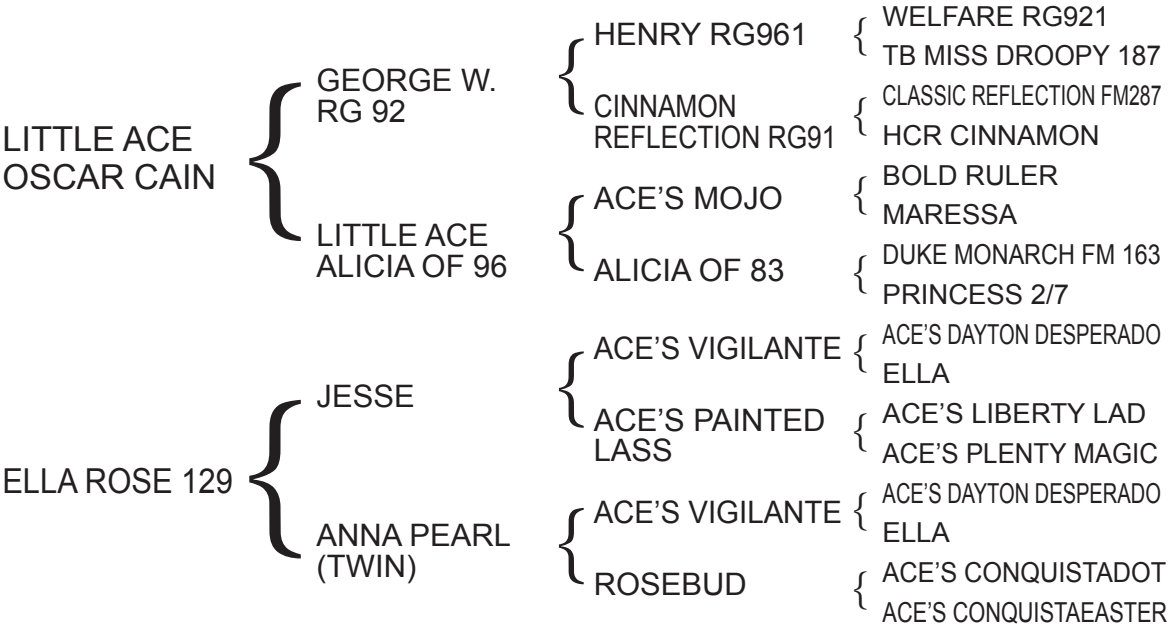 LITTLE ACE
OSCAR CAIN
GEORGE W.
RG 92
HENRY RG961
WELFARE RG921
TB MISS DROOPY 187
CINNAMON
REFLECTION RG91
CLASSIC REFLECTION FM287
HCR CINNAMON
LITTLE ACE
ALICIA OF 96
ACE'S MOJO
BOLD RULER
MARESSA
ALICIA OF 83
DUKE MONARCH FM 163
PRINCESS 2/7
ELLA ROSE 129
JESSE
ACE'S VIGILANTE
ACE'S DAYTON DESPERADO
ELLA
ACE'S PAINTED
LASS
ACE'S LIBERTY LAD
ACE'S PLENTY MAGIC
ANNA PEARL
(TWIN)
ACE'S VIGILANTE
ACE'S DAYTON DESPERADO
ELLA
ROSEBUD
ACE'S CONQUISTADOT
ACE'S CONQUISTAEASTER